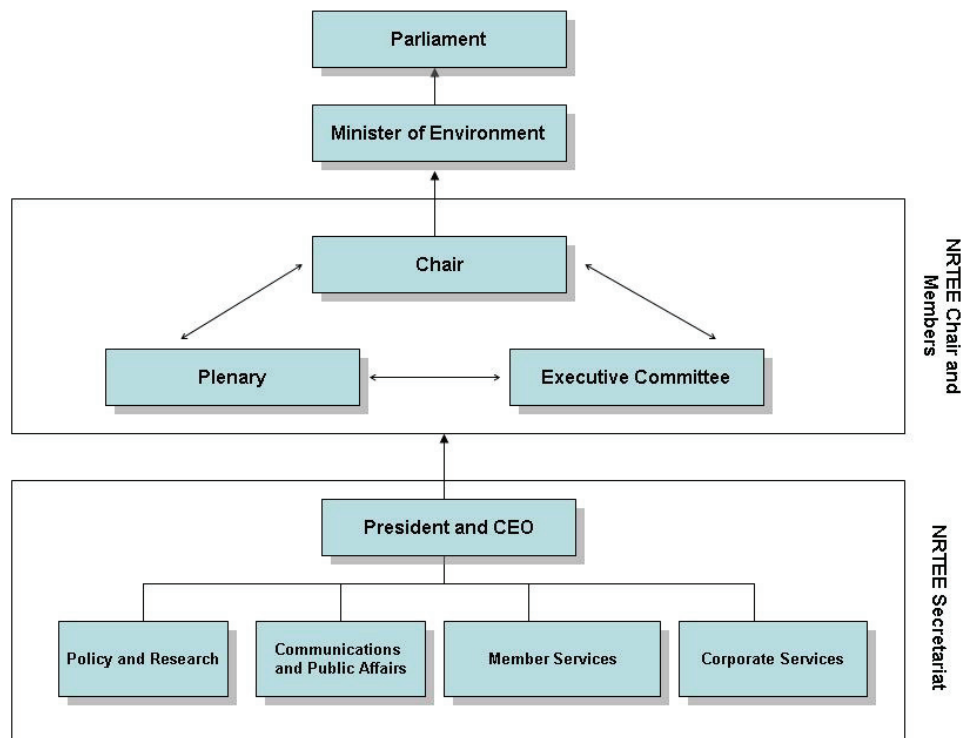 Parliament
Minister of Environment
Chair
Plenary
Executive Committee
NRTEE Chair and
Members
President and CEO
Policy and Research
Communications
and Public Affairs
Member Services
Corporate Services
NRTEE Secretariat